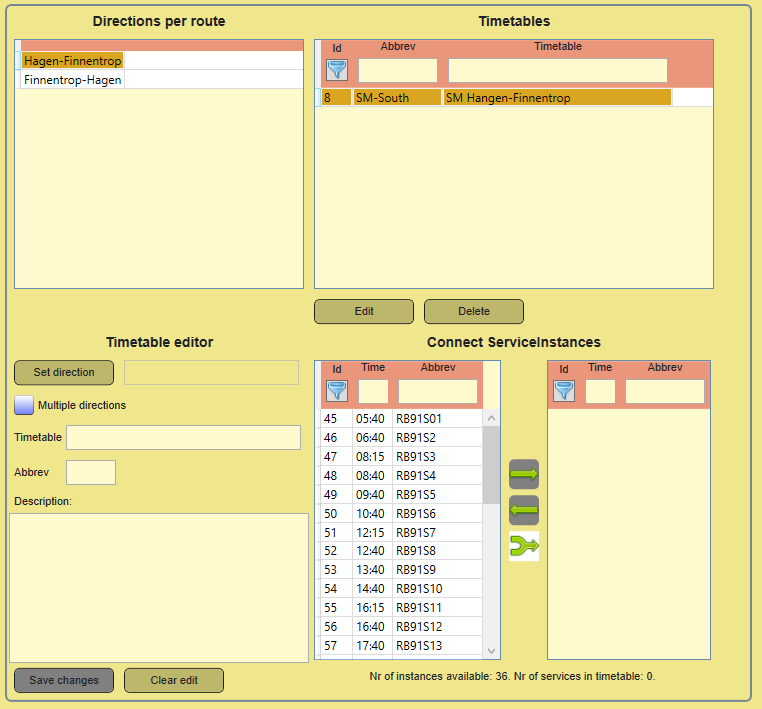 Directions per route
Hagen-Finnentrop
Finnentrop-Hagen
Timetables
Id Abbrev Timetable
8 SM-South SM Hangen-Finnentrop
Edit Delete
Timetable editor
Set direction
Multiple directions
Timetable
Abbrev
Description:
Save changes Clear edit
Connect ServiceInstances
Id Time Abbrev
45 05:40 RB91S01
46 06:40 RB91S2
47 08:15 RB91S3
48 08:40 RB91S4
49 09:40 RB91S5
50 10:40 RB91S6
51 12:15 RB91S7
52 12:40 RB91S8
53 13:40 RB91S9
54 14:40 RB91S10
55 16:15 RB91S11
56 16:40 RB91S12
57 17:40 RB91S13
Id Time Abbrev
Nr of instances available: 36. Nr of services in timetable: 0.